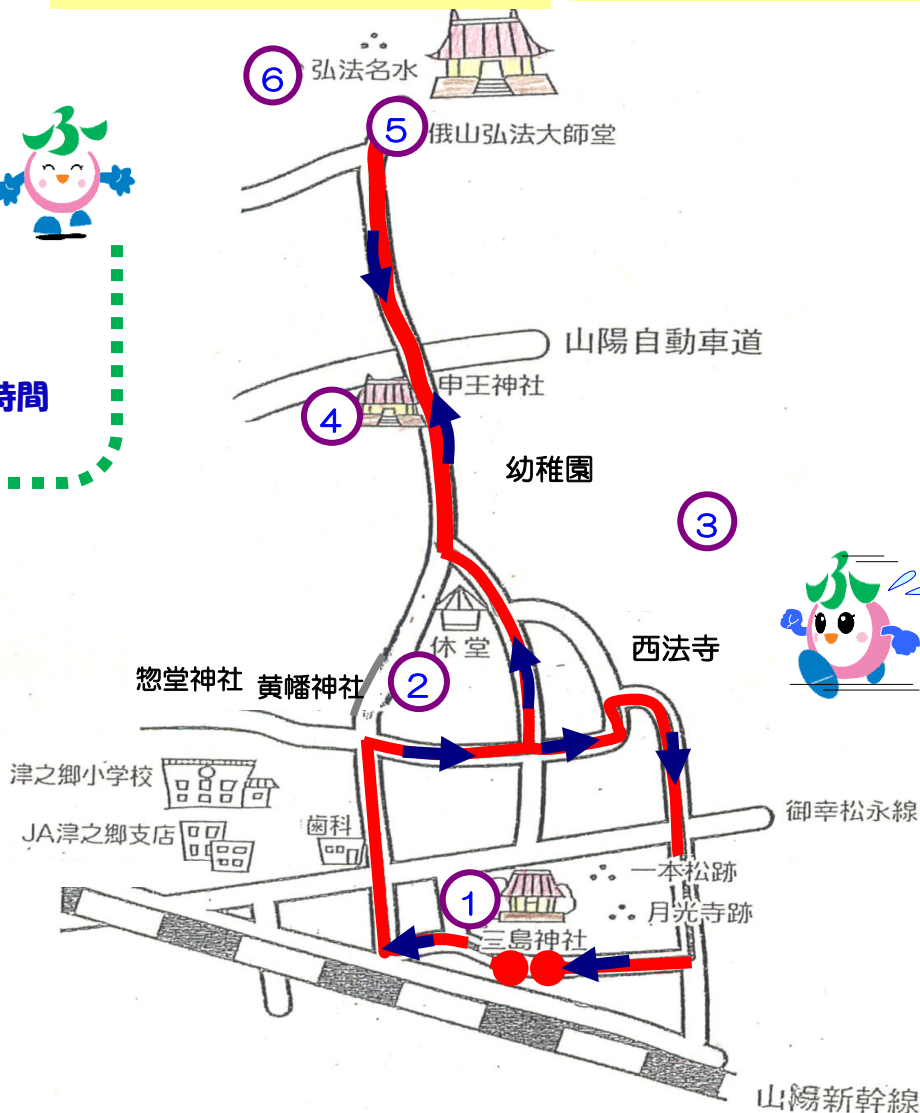 ⑥
弘法名水
⑤
俄山弘法大師堂
ふ
時間
山陽自動車道
申王神社
④
幼稚園
③
ふ
休堂
西法寺
惣堂神社
黄幡神社
②
津之郷小学校
JA津之郷支店
歯科
御幸松永線
一本松跡
①
月光寺跡
三島神社
山陽新幹線